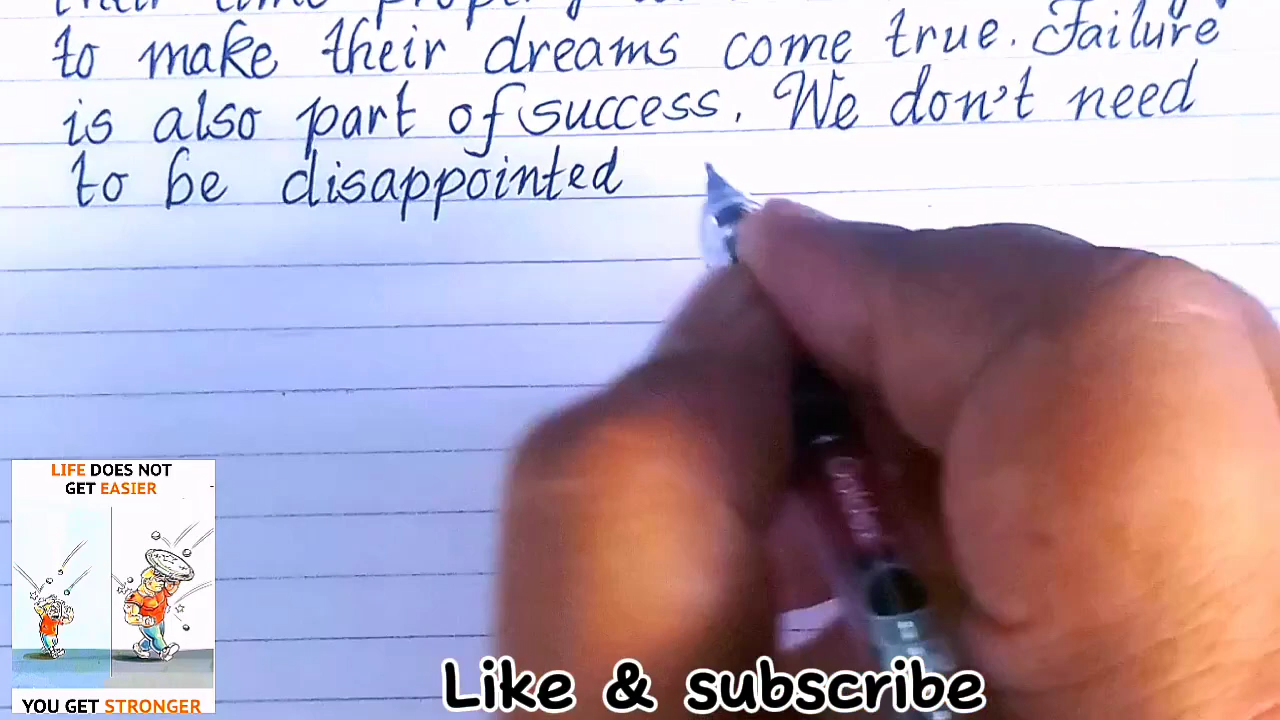 to make their dreams come true. Failure
is also part of success. We don't need
to be disappointed
LIFE DOES NOT
GET EASIER
YOU GET STRONGER
Like & subscribe